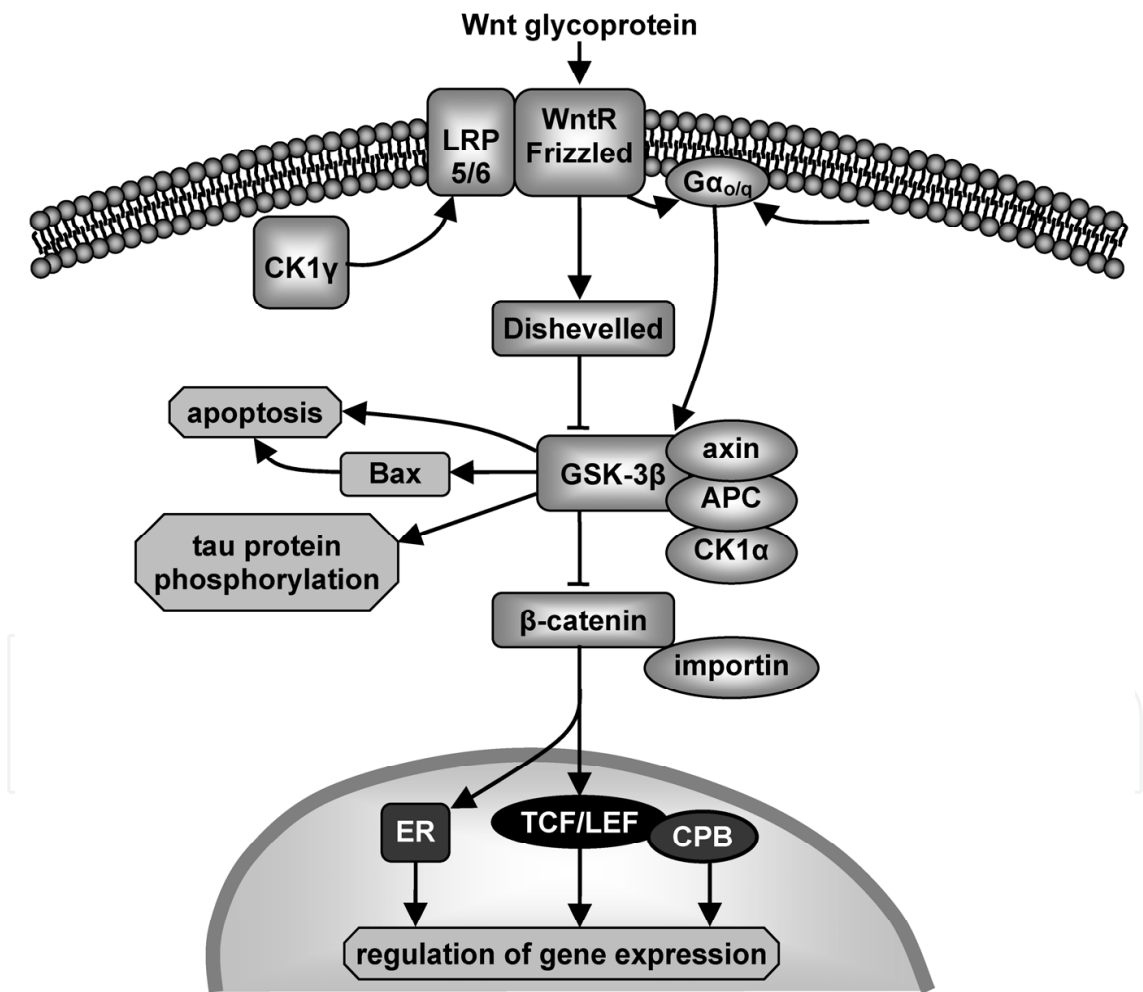 Wnt glycoprotein
LRP
5/6
WntR
Frizzled
Gαo/q
CK1γ
Dishevelled
apoptosis
Bax
GSK-3β
axin
APC
CK1α
tau protein
phosphorylation
β-catenin
importin
ER
TCF/LEF
CPB
regulation of gene expression